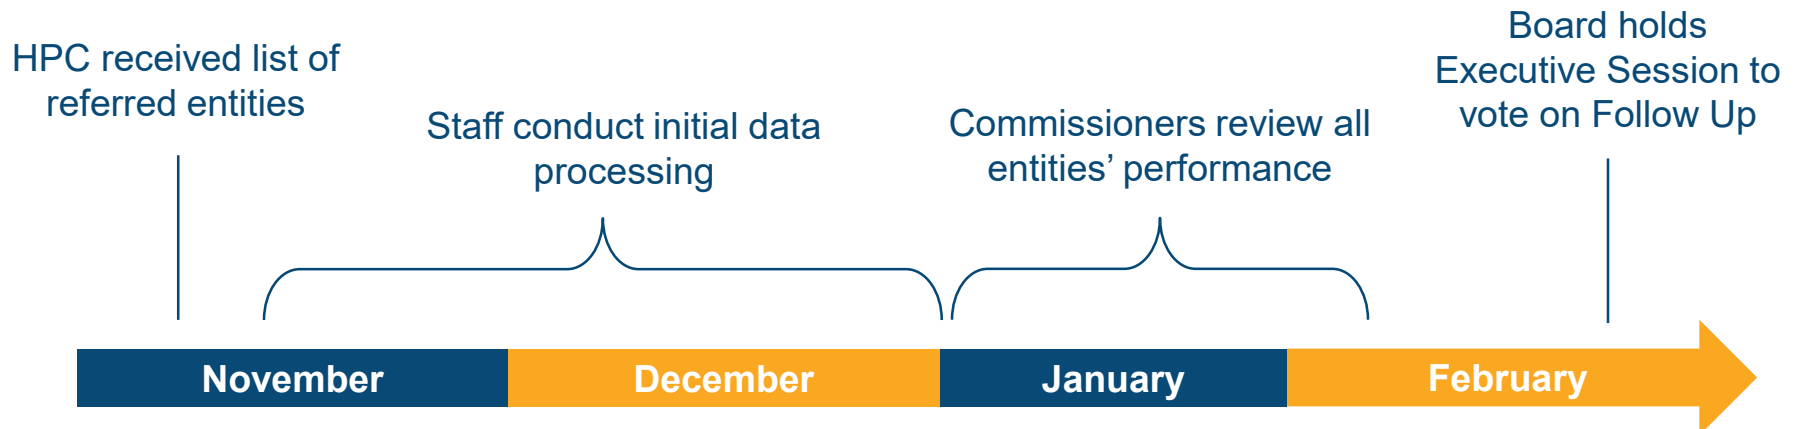 HPC received list of
referred entities
Staff conduct initial data
processing
Commissioners review all
entities’ performance
Board holds
Executive Session to
vote on Follow Up
November
December
January
February